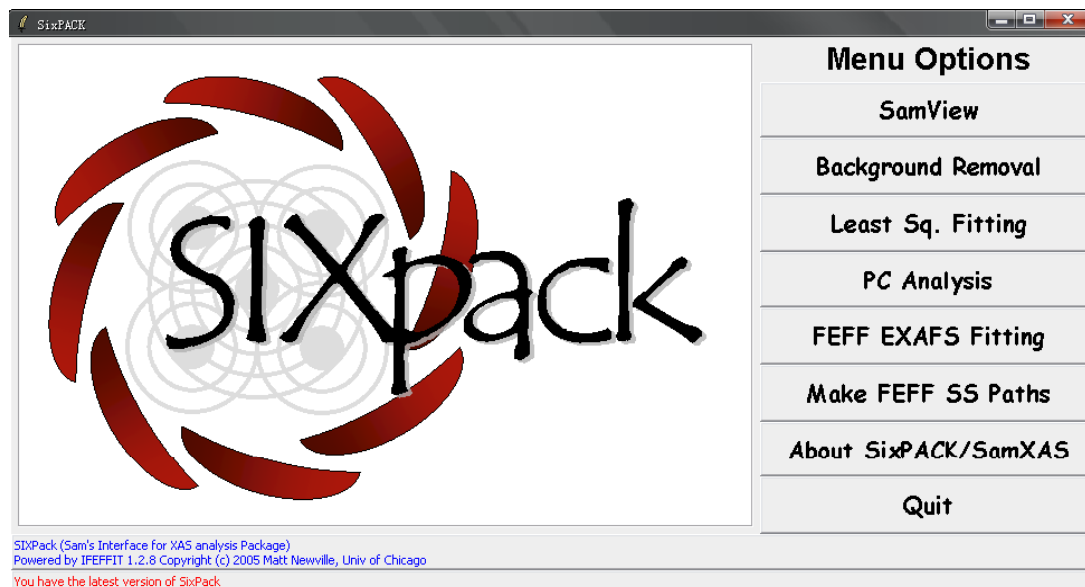 SixPACK
SIXpack
Menu Options
SamView
Background Removal
Least Sq. Fitting
PC Analysis
FEFF EXAFS Fitting
Make FEFF SS Paths
About SixPACK/SamXAS
Quit
SIXPack (Sam's Interface for XAS analysis Package)
Powered by IFEFFIT 1.2.8 Copyright (c) 2005 Matt Newville, Univ of Chicago
You have the latest version of SixPack